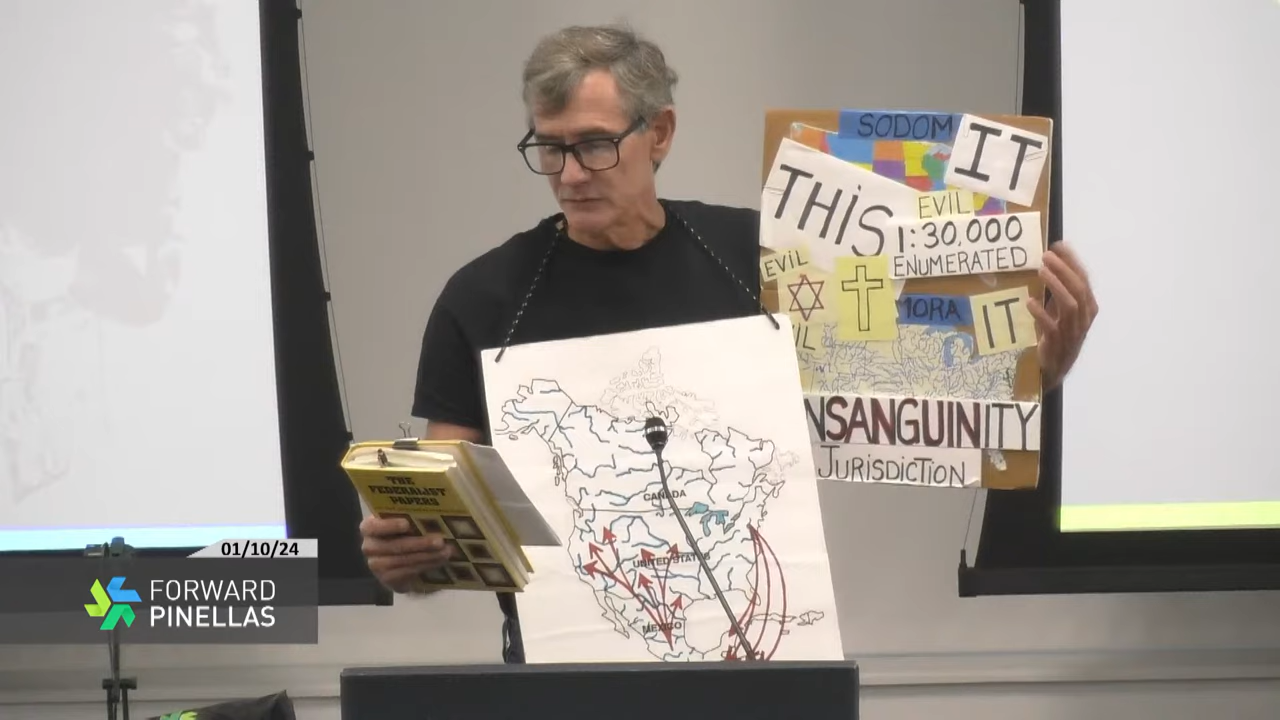 SODOM
IT
THiS
EVIL
1:30,000
ENUMERATED
EViL
MORA
IT
IL
NSANGUINITY
JURISDICTION
THE
FEDERALIST
PAPERS
CANADA
UNITED STATES
MEXICO
01/10/24
FORWARD
PINELLAS